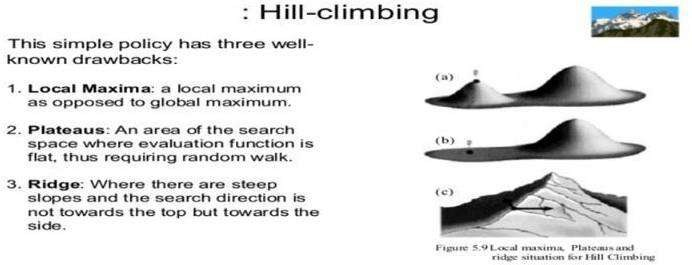 : Hill-climbing
This simple policy has three well-
known drawbacks:
1. Local Maxima: a local maximum
as opposed to global maximum.
2. Plateaus: An area of the search
space where evaluation function is
flat, thus requiring random walk.
3. Ridge: Where there are steep
slopes and the search direction is
not towards the top but towards the
side.
(a)
(b)
(c)
Figure 5.9 Local maxima, Plateaus and
ridge situation for Hill Climbing